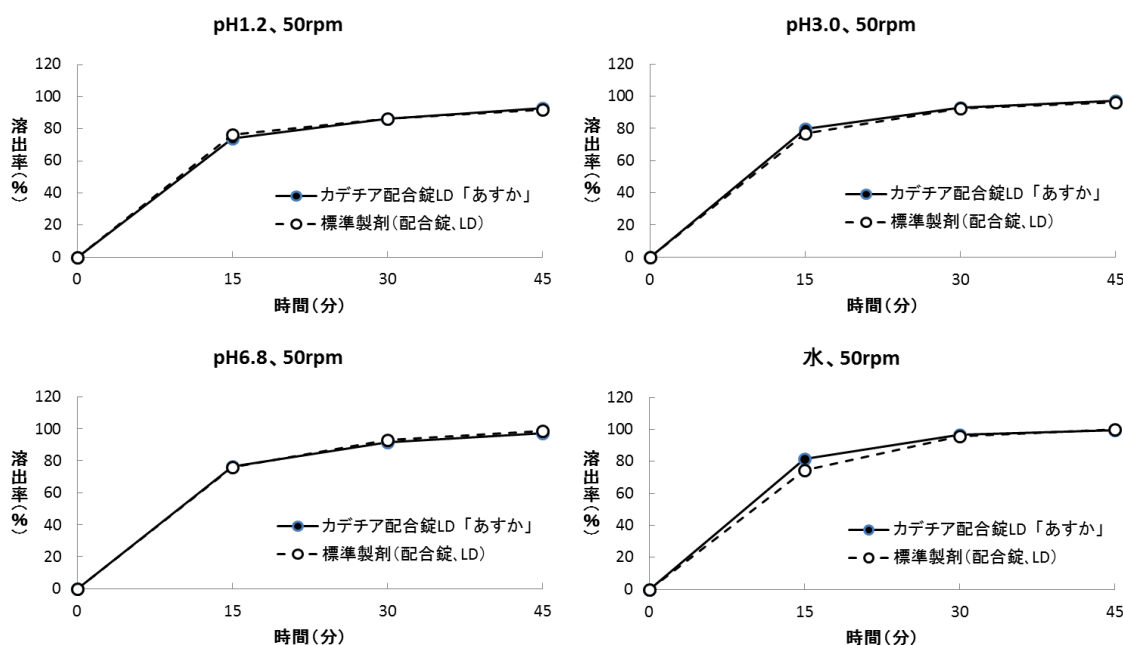 pH1.2、50rpm
120
100
80
60
40
20
0
溶出率(%)
カデチア配合錠LD「あすか」
標準製剤(配合錠、LD)
0 15 30 45
時間(分)
pH3.0、50rpm
120
100
80
60
40
20
0
溶出率(%)
カデチア配合錠LD「あすか」
標準製剤(配合錠、LD)
0 15 30 45
時間(分)
pH6.8、50rpm
120
100
80
60
40
20
0
溶出率(%)
カデチア配合錠LD「あすか」
標準製剤(配合錠、LD)
0 15 30 45
時間(分)
水、50rpm
120
100
80
60
40
20
0
溶出率(%)
カデチア配合錠LD「あすか」
標準製剤(配合錠、LD)
0 15 30 45
時間(分)